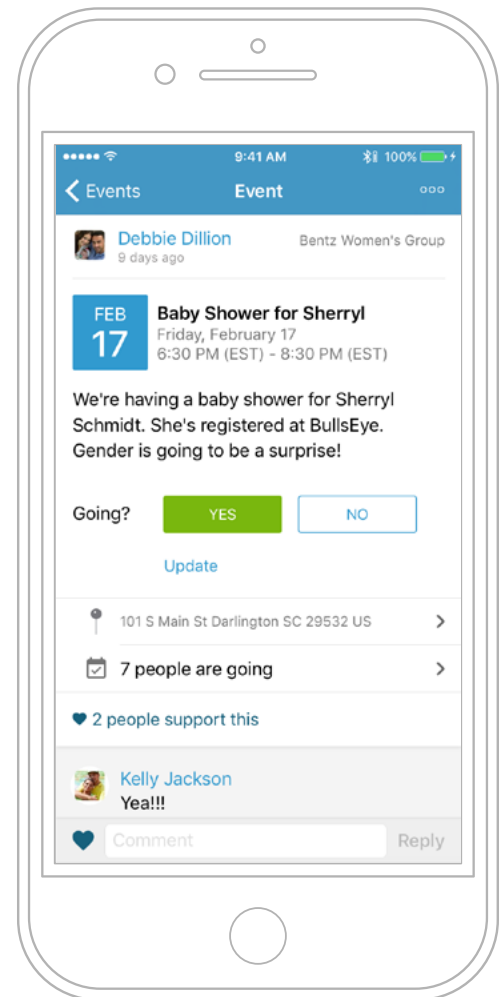 9:41 AM 100%
Events Event
Debbie Dillion Bentz Women's Group
9 days ago
FEB
17
Baby Shower for Sherryl
Friday, February 17
6:30 PM (EST) - 8:30 PM (EST)
We're having a baby shower for Sherryl
Schmidt. She's registered at BullsEye.
Gender is going to be a surprise!
Going? YES NO
Update
101 S Main St Darlington SC 29532 US
7 people are going
2 people support this
Kelly Jackson
Yea!!!
Comment Reply